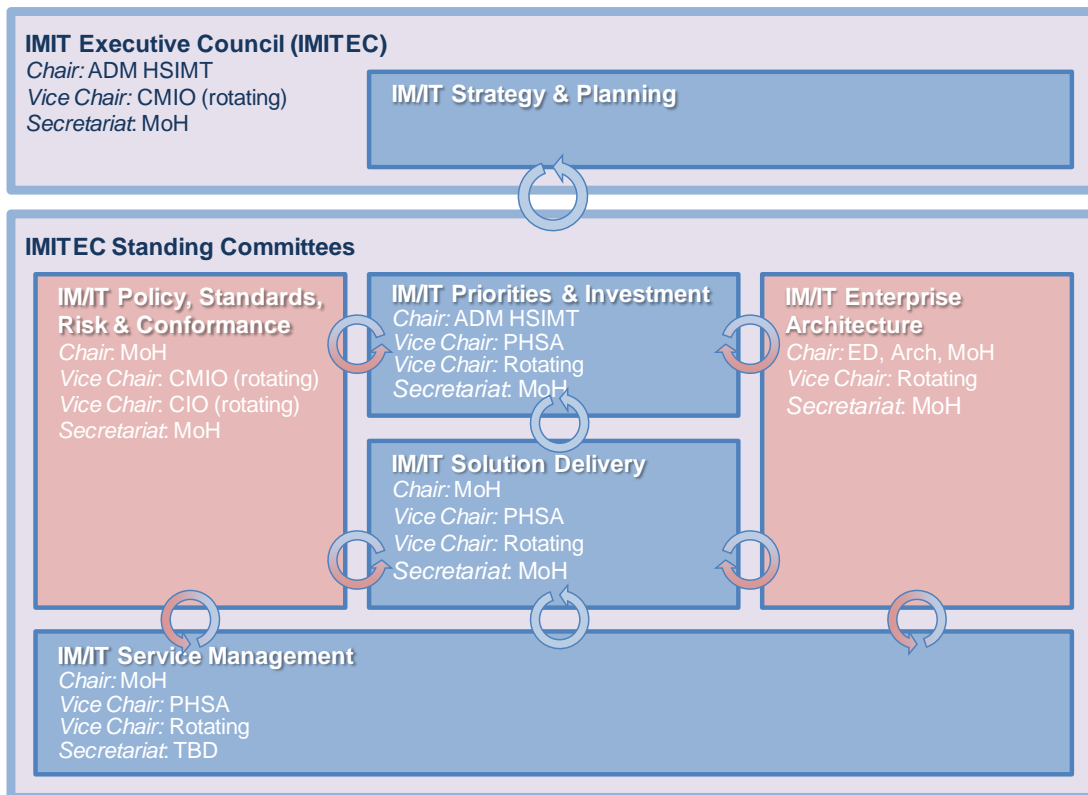 IMIT Executive Council (IMITEC)
Chair: ADM HSIMT
Vice Chair: CMIO (rotating)
Secretariat: MoH
IM/IT Strategy & Planning
IMITEC Standing Committees
IM/IT Policy, Standards,
Risk & Conformance
Chair: MoH
Vice Chair: CMIO (rotating)
Vice Chair: CIO (rotating)
Secretariat: MoH
IM/IT Priorities & Investment
Chair: ADM HSIMT
Vice Chair: PHSA
Vice Chair: Rotating
Secretariat: MoH
IM/IT Enterprise
Architecture
Chair: ED, Arch, MoH
Vice Chair: Rotating
Secretariat: MoH
IM/IT Solution Delivery
Chair: MoH
Vice Chair: PHSA
Vice Chair: Rotating
Secretariat: MoH
IM/IT Service Management
Chair: MoH
Vice Chair: PHSA
Vice Chair: Rotating
Secretariat: TBD